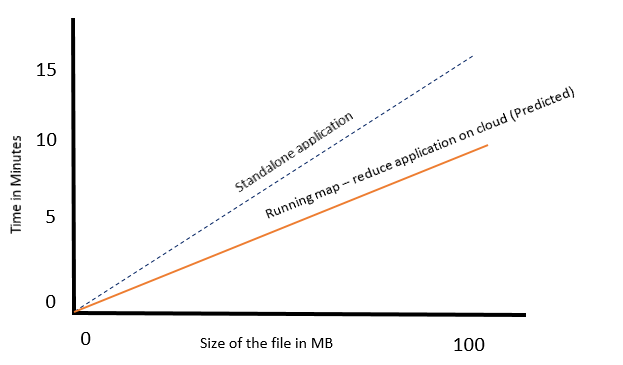 15
10
5
0
Time in Minutes
Standalone application
Running map – reduce application on cloud (Predicted)
0
Size of the file in MB
100